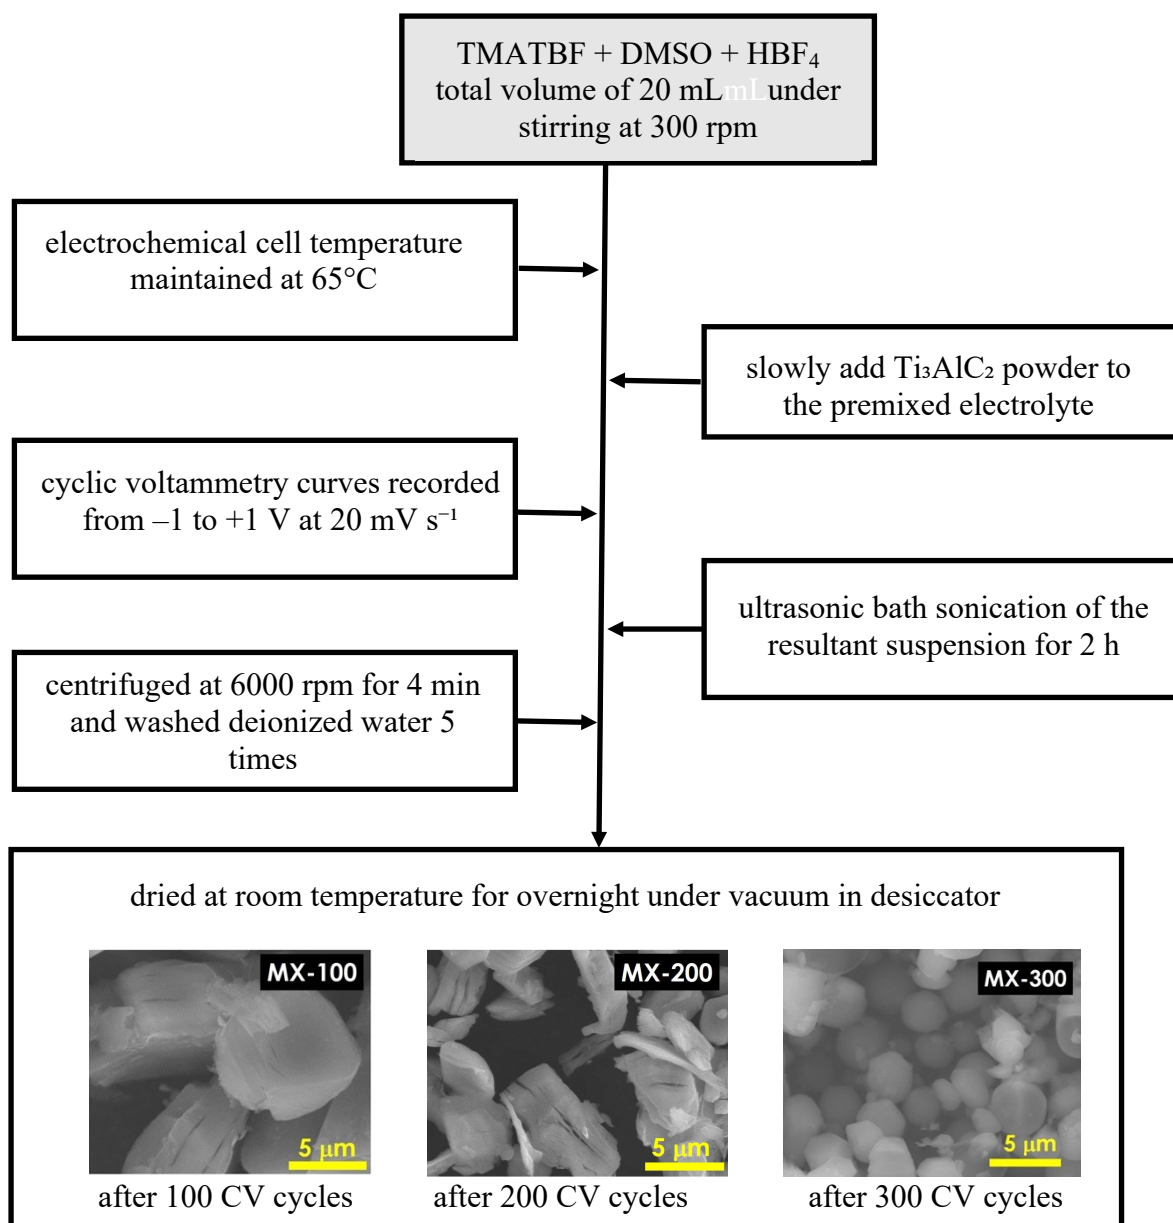 TMATBF + DMSO + HBF₄
total volume of 20 mLmLunder
stirring at 300 rpm
electrochemical cell temperature
maintained at 65°C
slowly add Ti₃AlC₂ powder to
the premixed electrolyte
cyclic voltammetry curves recorded
from –1 to +1 V at 20 mV s⁻¹
ultrasonic bath sonication of the
resultant suspension for 2 h
centrifuged at 6000 rpm for 4 min
and washed deionized water 5
times
dried at room temperature for overnight under vacuum in desiccator
MX-100
5 µm
after 100 CV cycles
MX-200
5 µm
after 200 CV cycles
MX-300
5 µm
after 300 CV cycles